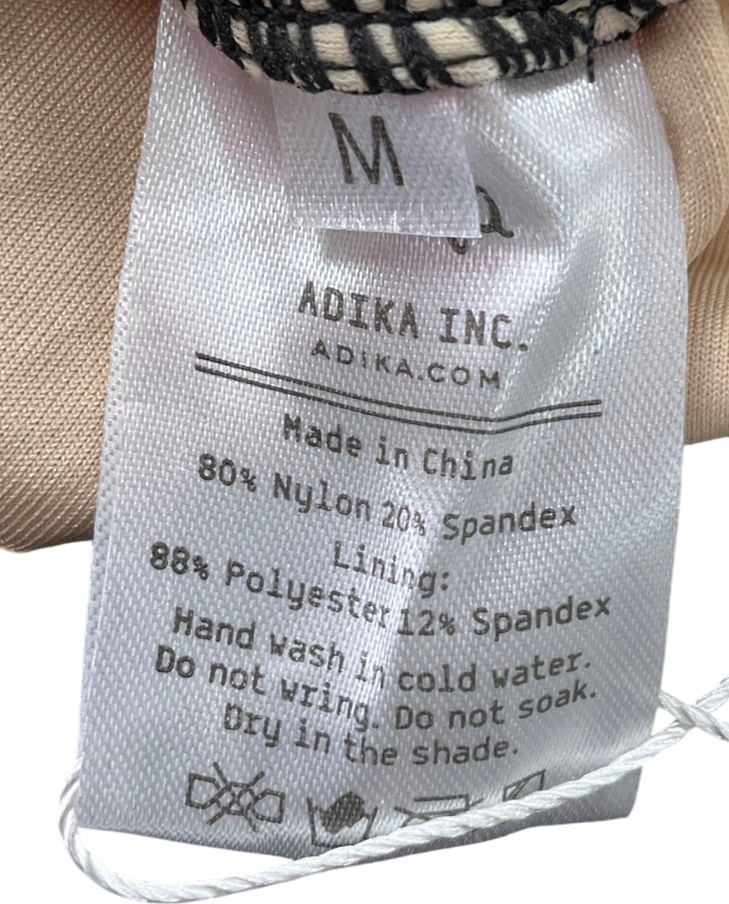 M
ADIKA INC.
ADIKA.COM
Made in China
80% Nylon 20% Spandex
Lining:
88% Polyester 12% Spandex
Hand wash in cold water.
Do not wring. Do not soak.
Dry in the shade.